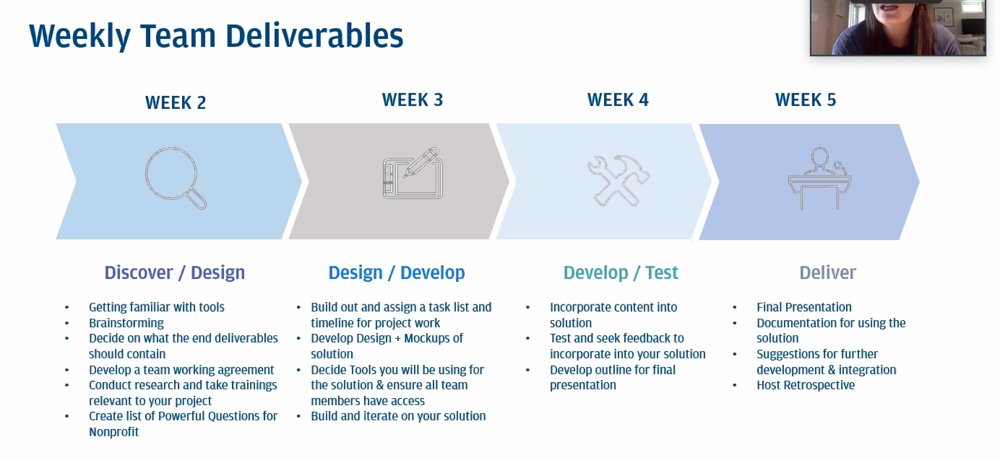 Weekly Team Deliverables
WEEK 2
WEEK 3
WEEK 4
WEEK 5
Discover / Design
• Getting familiar with tools
• Brainstorming
• Decide on what the end deliverables
should contain
• Develop a team working agreement
• Conduct research and take trainings
relevant to your project
• Create list of Powerful Questions for
Nonprofit
Design / Develop
• Build out and assign a task list and
timeline for project work
• Develop Design + Mockups of
solution
• Decide Tools you will be using for
the solution & ensure all team
members have access
• Build and iterate on your solution
Develop / Test
• Incorporate content into
solution
• Test and seek feedback to
incorporate into your solution
• Develop outline for final
presentation
Deliver
• Final Presentation
• Documentation for using the
solution
• Suggestions for further
development & integration
• Host Retrospective